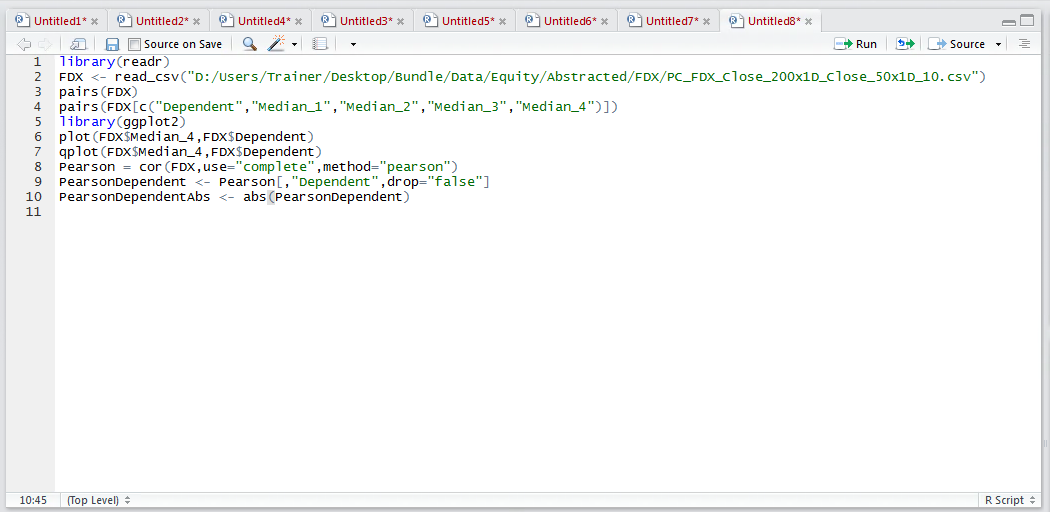 Untitled1* Untitled2* Untitled4* Untitled3* Untitled5* Untitled6* Untitled7* Untitled8*
Source on Save Run Source
1 library(readr)
2 FDX <- read_csv("D:/Users/Trainer/Desktop/Bundle/Data/Equity/Abstracted/FDX/PC_FDX_Close_200x1D_Close_50x1D_10.csv")
3 pairs(FDX)
4 pairs(FDX[c("Dependent","Median_1","Median_2","Median_3","Median_4")])
5 library(ggplot2)
6 plot(FDX$Median_4,FDX$Dependent)
7 qplot(FDX$Median_4,FDX$Dependent)
8 Pearson = cor(FDX,use="complete",method="pearson")
9 PearsonDependent <- Pearson[,"Dependent",drop="false"]
10 PearsonDependentAbs <- abs(PearsonDependent)
11
10:45 (Top Level) R Script